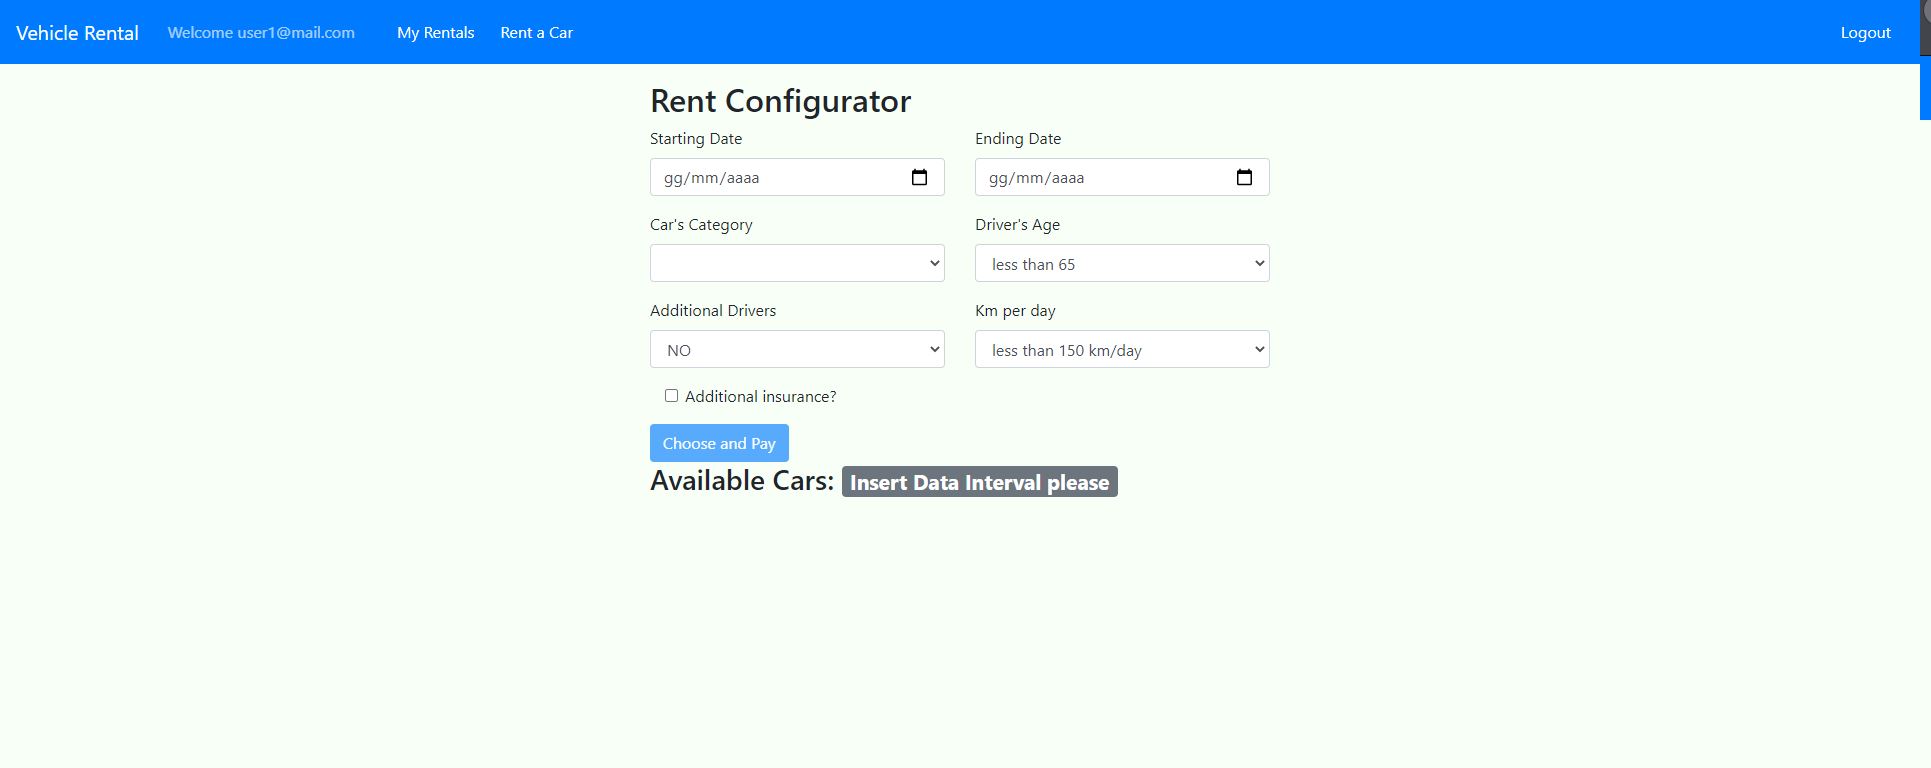 Vehicle Rental Welcome user1@mail.com My Rentals Rent a Car Logout
Rent Configurator
Starting Date Ending Date
gg/mm/aaaa gg/mm/aaaa
Car's Category Driver's Age
less than 65
Additional Drivers Km per day
NO less than 150 km/day
Additional insurance?
Choose and Pay
Available Cars: Insert Data Interval please